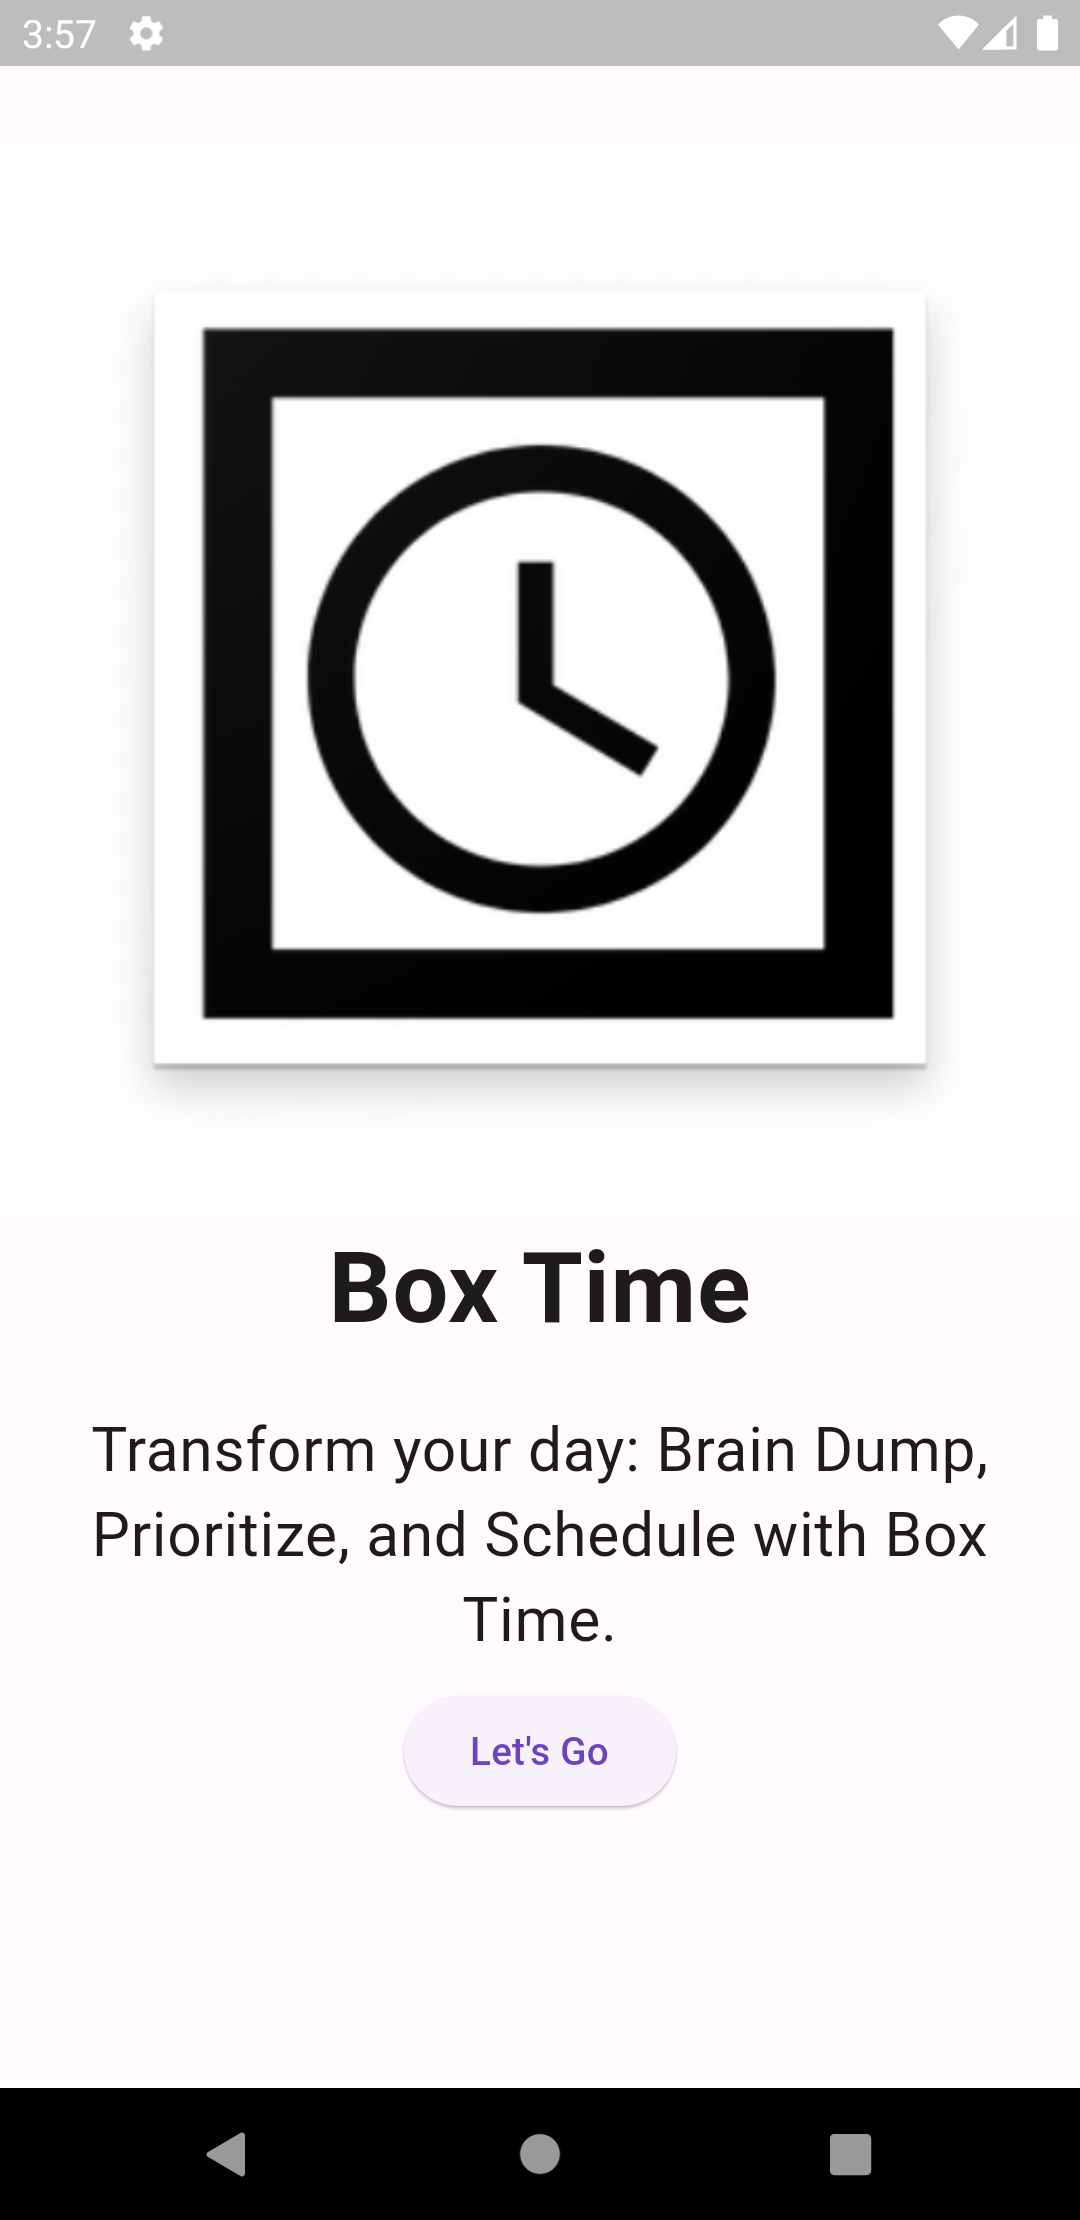 3:57
Box Time
Transform your day: Brain Dump,
Prioritize, and Schedule with Box
Time.
Let's Go